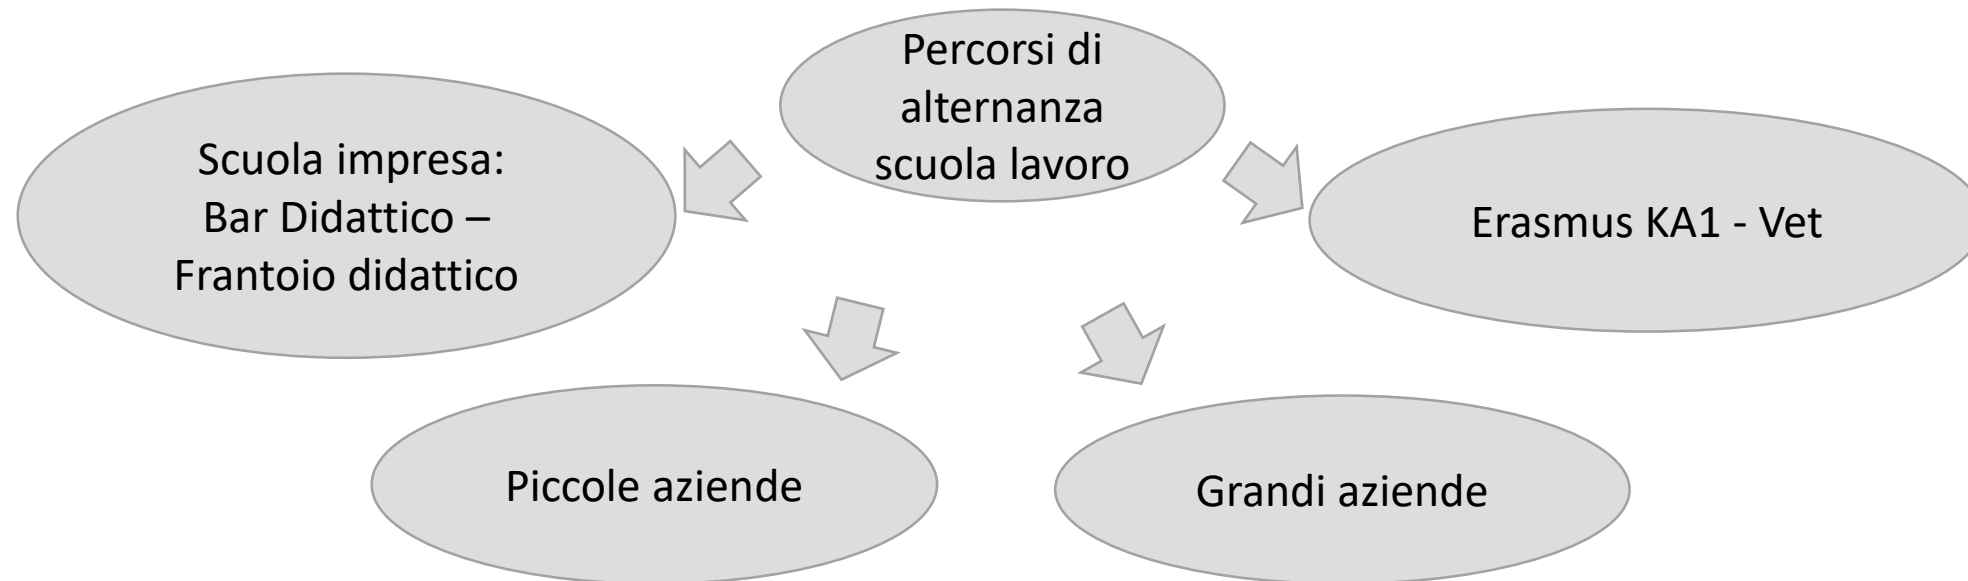 Percorsi di
alternanza
scuola lavoro
Scuola impresa:
Bar Didattico –
Frantoio didattico
Erasmus KA1 - Vet
Piccole aziende
Grandi aziende